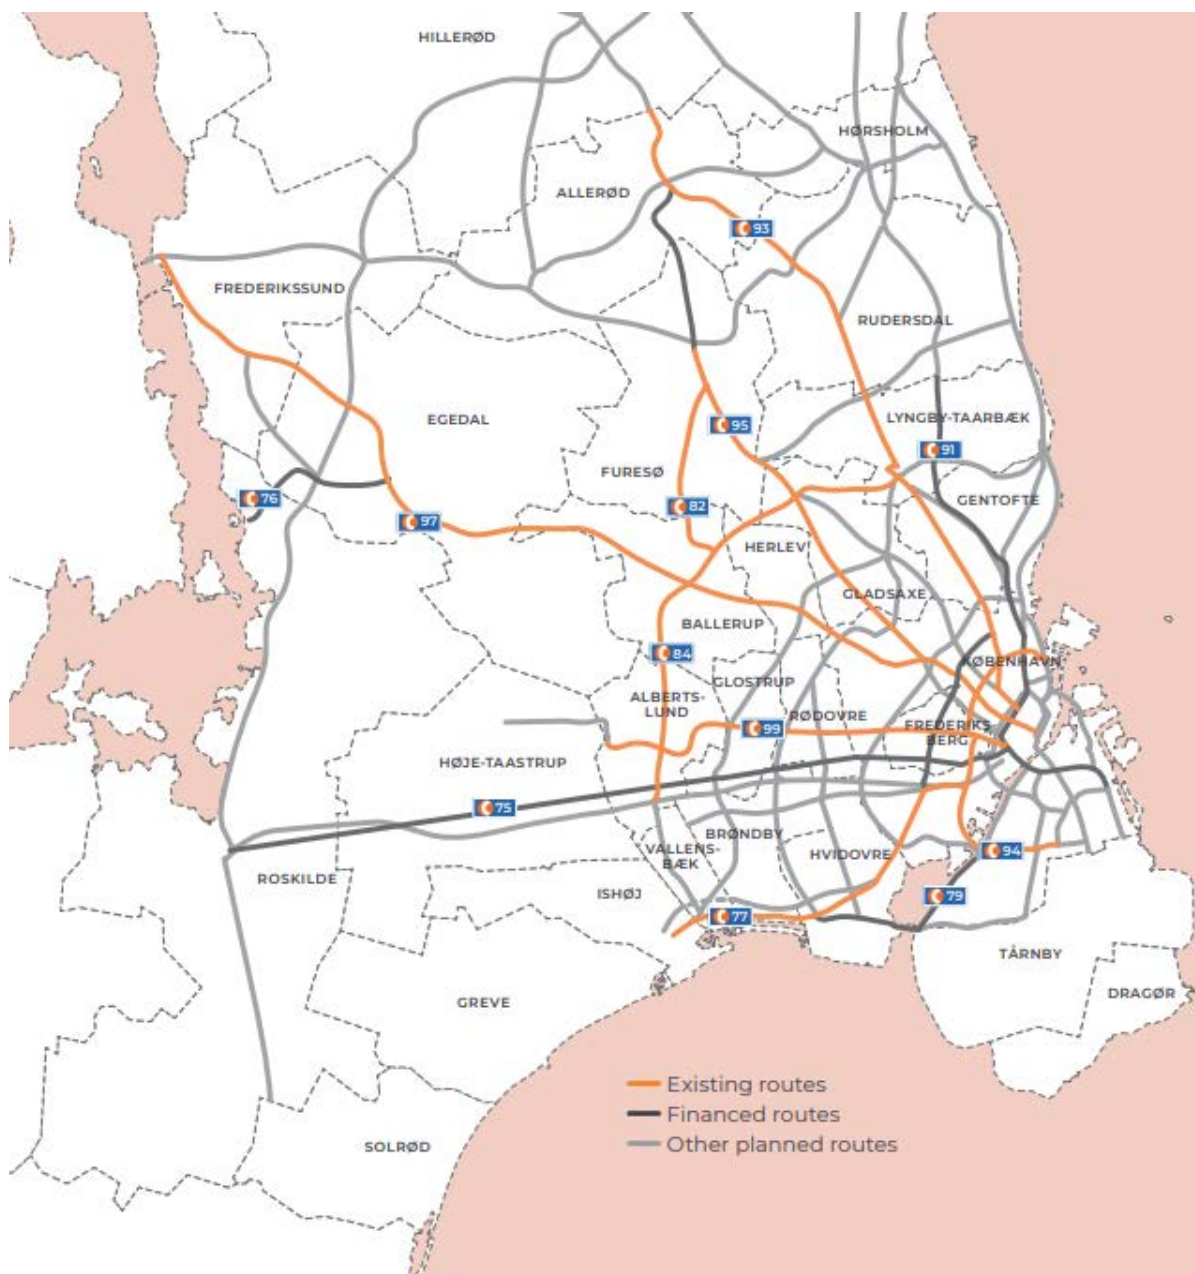 HILLERØD
HØRSHOLM
ALLERØD
93
FREDERIKSSUND
RUDERSDAL
EGEDAL
LYNGBY-TAARBÆK
95
91
FURESØ
76
82
GENTOFTE
97
HERLEV
GLADSAXE
BALLERUP
84
KØBENHAVN
GLOSTRUP
ALBERTS-
LUND
RØDOVRE
99
FREDERIKS
BERG
HØJE-TAASTRUP
75
BRØNDBY
VALLENS-
BÆK
HVIDOVRE
94
ROSKILDE
ISHØJ
79
77
TÅRNBY
DRAGØR
GREVE
Existing routes
Financed routes
Other planned routes
SOLRØD